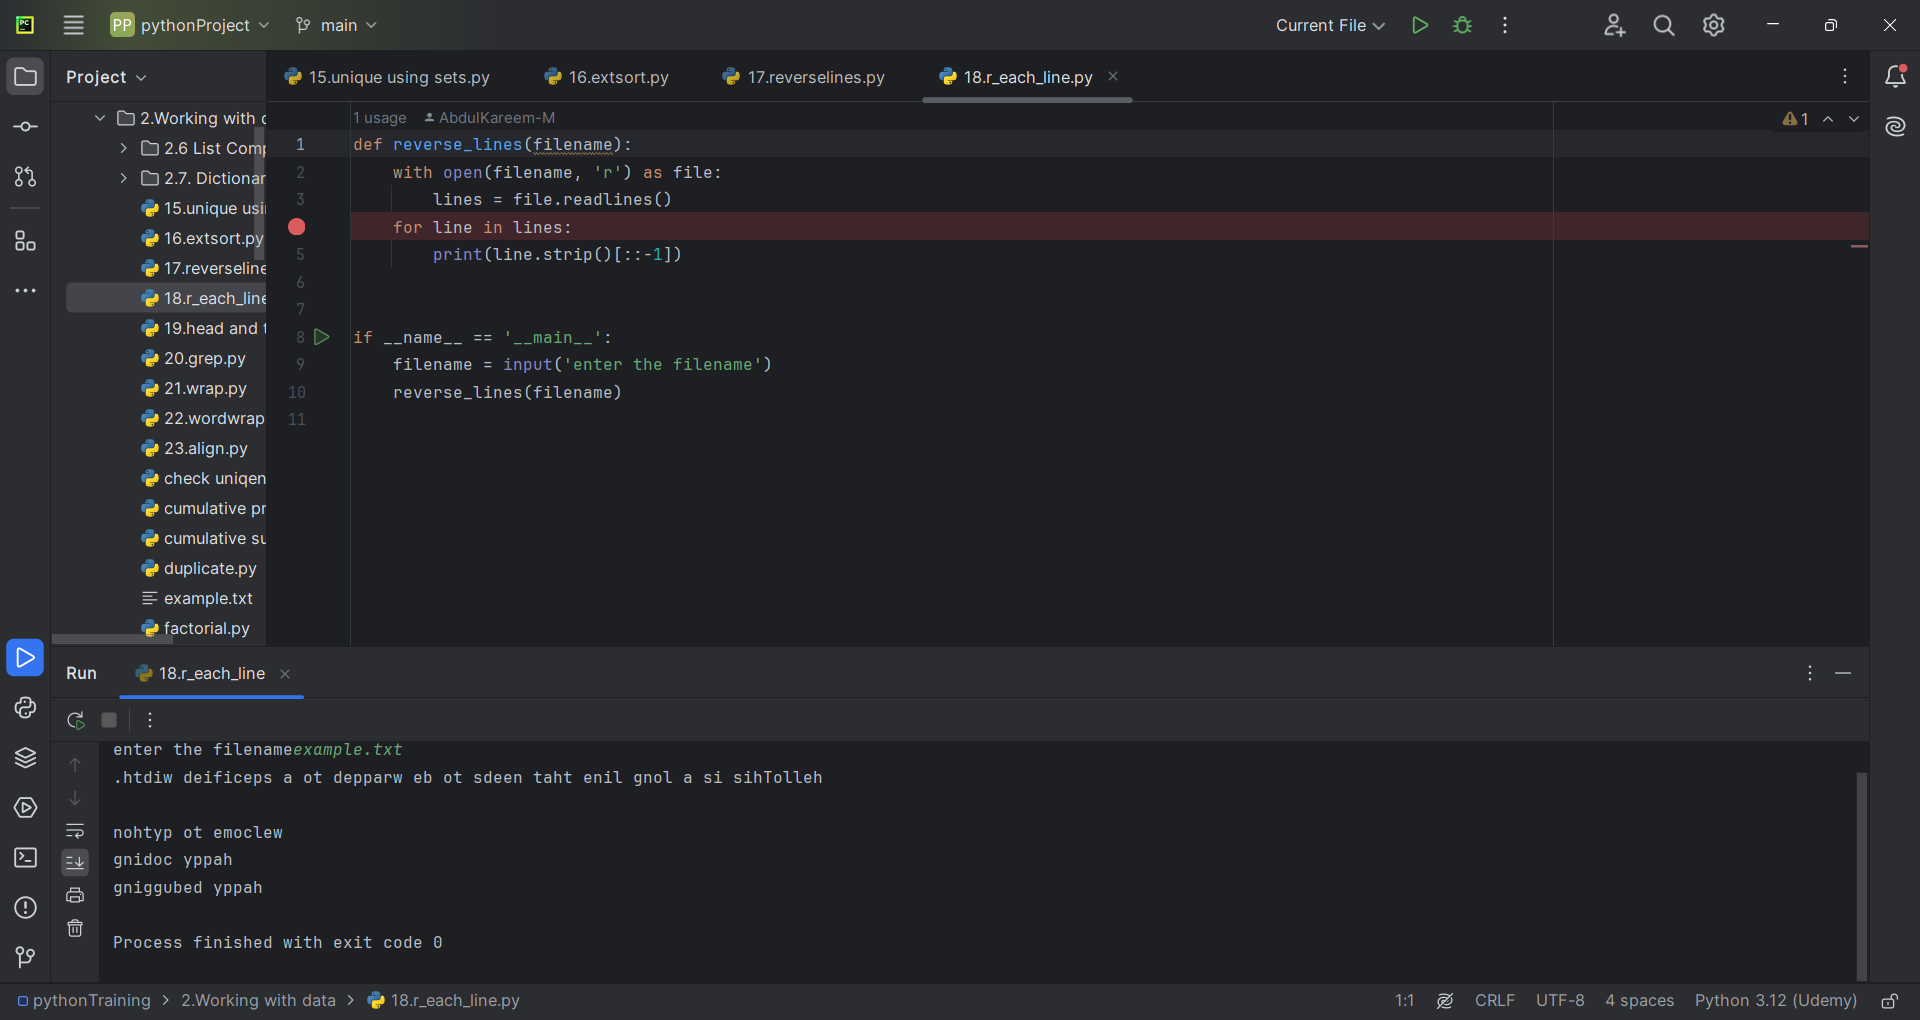 PP pythonProject main Current File
Project 15.unique using sets.py 16.extsort.py 17.reverselines.py 18.r_each_line.py
2.Working with 
2.6 List Com
2.7. Dictionar
15.unique usi
16.extsort.py
17.reverseline
18.r_each_line
19.head and t
20.grep.py
21.wrap.py
22.wordwrap
23.align.py
check uniqen
cumulative pr
cumulative su
duplicate.py
example.txt
factorial.py
1 usage AbdulKareem-M
1
1 def reverse_lines(filename):
2 with open(filename, 'r') as file:
3 lines = file.readlines()
for line in lines:
5 print(line.strip()[::-1])
6
7
8 if __name__ == '__main__':
9 filename = input('enter the filename')
10 reverse_lines(filename)
11
Run 18.r_each_line
enter the filenameexample.txt
.htdiw deificeps a ot depparw eb ot sdeen taht enil gnol a si sihTolleh
nohtyp ot emoclew
gnidoc yppah
gniggubed yppah
Process finished with exit code 0
pythonTraining > 2.Working with data > 18.r_each_line.py 1:1 CRLF UTF-8 4 spaces Python 3.12 (Udemy)